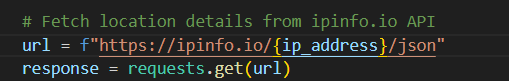 # Fetch location details from ipinfo.io API
url = f"https://ipinfo.io/{ip_address}/json"
response = requests.get(url)